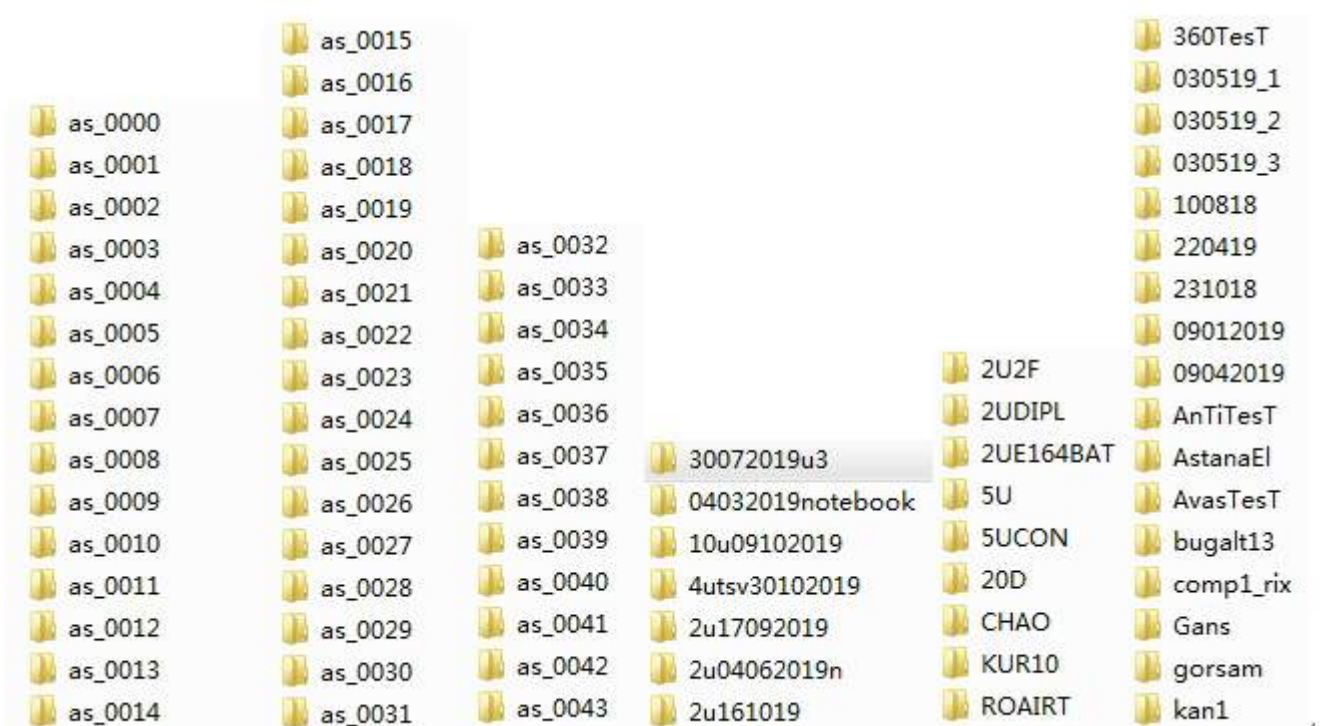 as_0000
as_0001
as_0002
as_0003
as_0004
as_0005
as_0006
as_0007
as_0008
as_0009
as_0010
as_0011
as_0012
as_0013
as_0014
as_0015
as_0016
as_0017
as_0018
as_0019
as_0020
as_0021
as_0022
as_0023
as_0024
as_0025
as_0026
as_0027
as_0028
as_0029
as_0030
as_0031
as_0032
as_0033
as_0034
as_0035
as_0036
as_0037
as_0038
as_0039
as_0040
as_0041
as_0042
as_0043
30072019u3
04032019notebook
10u09102019
4utsv30102019
2u17092019
2u04062019n
2u161019
2U2F
2UDIPL
2UE164BAT
5U
5UCON
20D
CHAO
KUR10
ROAIRT
360TesT
030519_1
030519_2
030519_3
100818
220419
231018
09012019
09042019
AnTiTesT
AstanaEl
AvasTesT
bugalt13
comp1_rix
Gans
gorsam
kan1